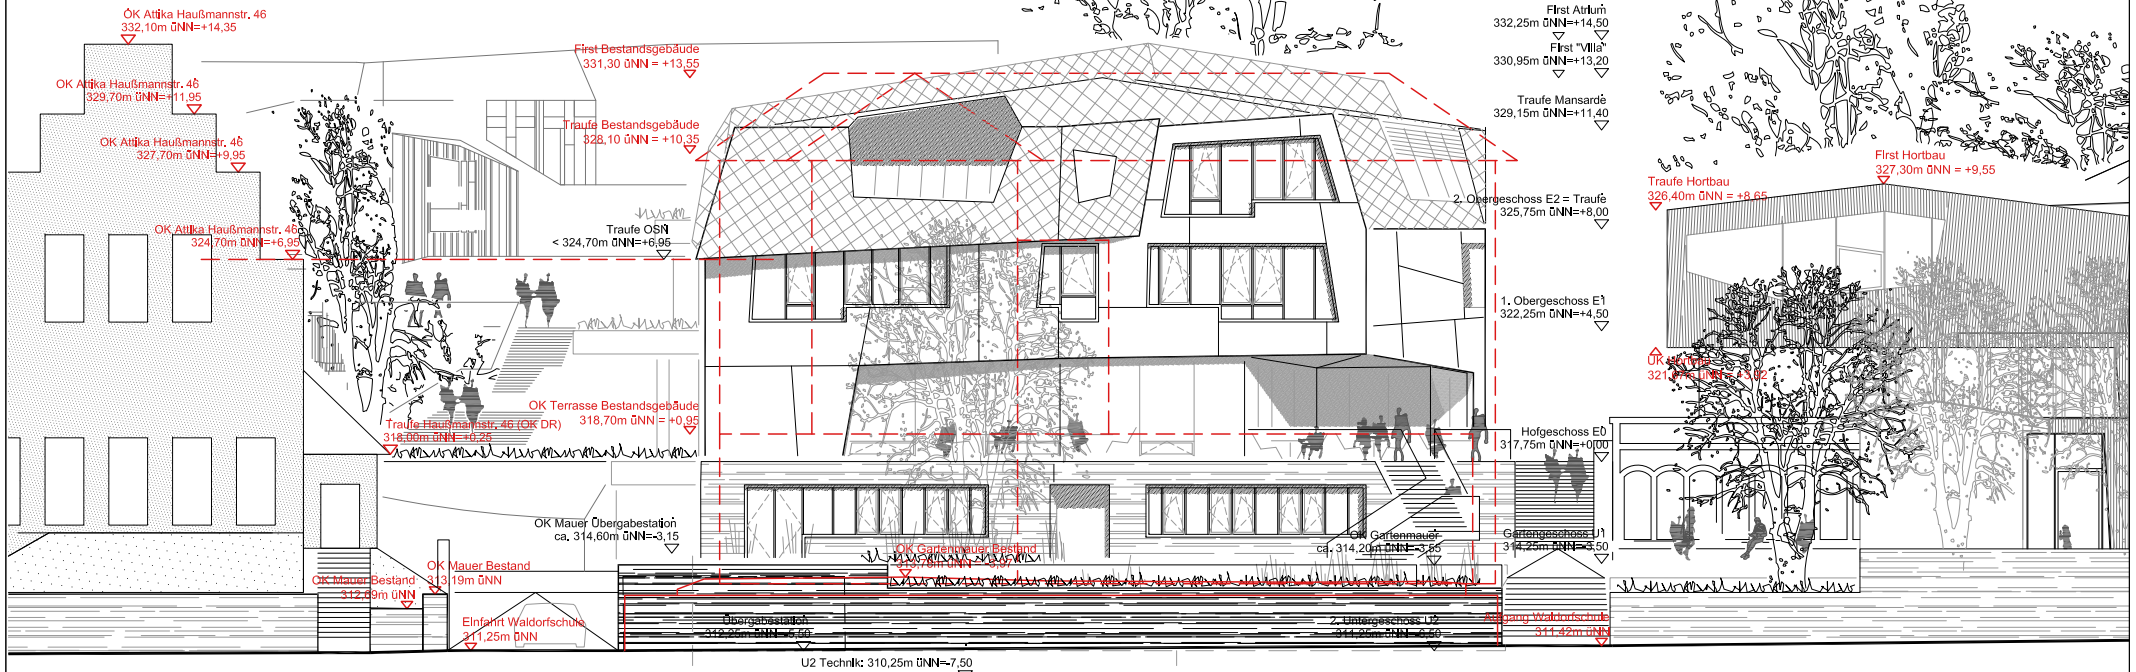 OK Attika Haußmannstr. 46
332,10m üNN=+14,35
OK Attika Haußmannstr. 46
329,70m üNN=+11,95
OK Attika Haußmannstr. 46
327,70m üNN=+9,95
OK Attika Haußmannstr. 46
324,70m üNN=+6,95
First Bestandsgebäude
331,30 üNN = +13,55
Traufe Bestandsgebäude
328,10 üNN = +10,35
Traufe OSN
< 324,70m üNN=+6,95
OK Terrasse Bestandsgebäude
318,70m üNN = +0,95
Traufe Haußmannstr. 46 (OK DR)
318,00m üNN=+0,25
OK Mauer Übergabestation
ca. 314,60m üNN=-3,15
OK Mauer Bestand
313,19m üNN
OK Mauer Bestand
312,69m üNN
Einfahrt Waldorfschule
311,25m üNN
Übergabestation
312,25m üNN=-5,50
U2 Technik: 310,25m üNN=-7,50
OK Gartenmauer Bestand
OK Gartenmauer
ca. 314,20m üNN=-3,55
2. Untergeschoss U2
311,25m üNN=-6,50
First Atrium
332,25m üNN=+14,50
First "Villa"
330,95m üNN=+13,20
Traufe Mansarde
329,15m üNN=+11,40
2. Obergeschoss E2 = Traufe
325,75m üNN=+8,00
1. Obergeschoss E1
322,25m üNN=+4,50
Hofgeschoss E0
317,75m üNN=+0,00
Gartengeschoss U1
314,25m üNN=-3,50
Ausgang Waldorfschule
311,42m üNN
First Hortbau
327,30m üNN = +9,55
Traufe Hortbau
326,40m üNN = +8,65
UK Hortbau